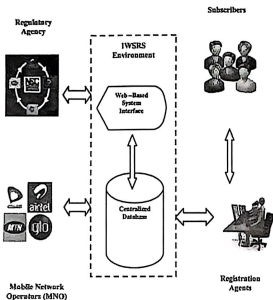 Subscribers
Regulatory
Agency
IWSRS
Environment
Web-Based
System
Interface
airtel
MTN
glo
Centralized
Database
Mobile Network
Operators (MNO)
Registration
Agents